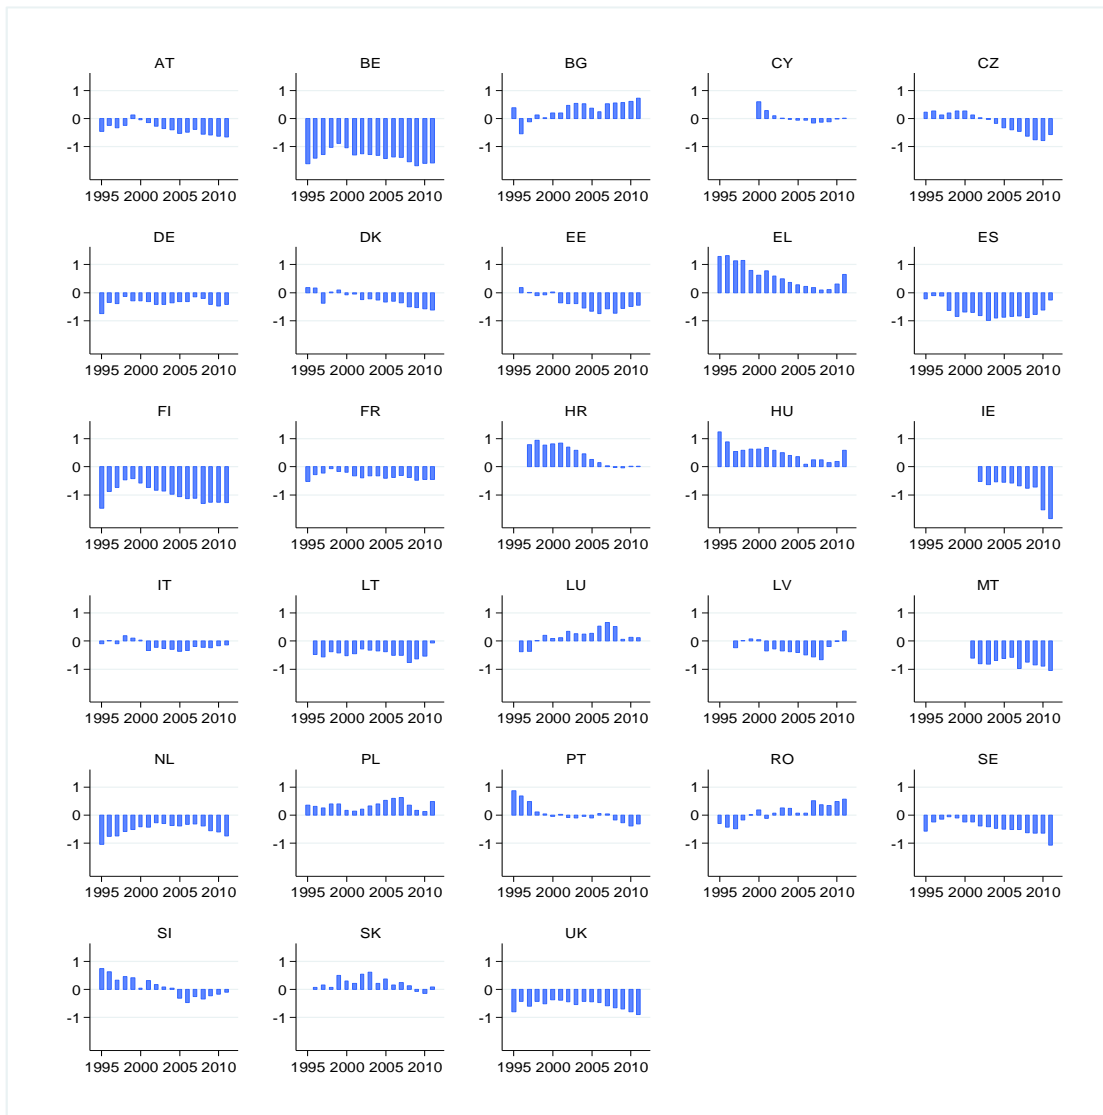 AT BE BG CY CZ
1 1 1 1 1
0 0 0 0 0
-1 -1 -1 -1 -1
1995 2000 2005 2010 1995 2000 2005 2010 1995 2000 2005 2010 1995 2000 2005 2010 1995 2000 2005 2010
DE DK EE EL ES
1 1 1 1 1
0 0 0 0 0
-1 -1 -1 -1 -1
1995 2000 2005 2010 1995 2000 2005 2010 1995 2000 2005 2010 1995 2000 2005 2010 1995 2000 2005 2010
FI FR HR HU IE
1 1 1 1 1
0 0 0 0 0
-1 -1 -1 -1 -1
1995 2000 2005 2010 1995 2000 2005 2010 1995 2000 2005 2010 1995 2000 2005 2010 1995 2000 2005 2010
IT LT LU LV MT
1 1 1 1 1
0 0 0 0 0
-1 -1 -1 -1 -1
1995 2000 2005 2010 1995 2000 2005 2010 1995 2000 2005 2010 1995 2000 2005 2010 1995 2000 2005 2010
NL PL PT RO SE
1 1 1 1 1
0 0 0 0 0
-1 -1 -1 -1 -1
1995 2000 2005 2010 1995 2000 2005 2010 1995 2000 2005 2010 1995 2000 2005 2010 1995 2000 2005 2010
SI SK UK
1 1 1
0 0 0
-1 -1 -1
1995 2000 2005 2010 1995 2000 2005 2010 1995 2000 2005 2010